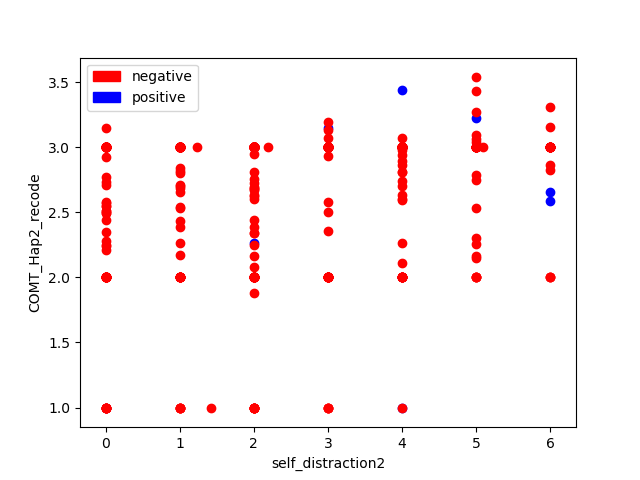 negative
positive
3.5
3.0
2.5
2.0
1.5
1.0
COMT_Hap2_recode
0 1 2 3 4 5 6
self_distraction2